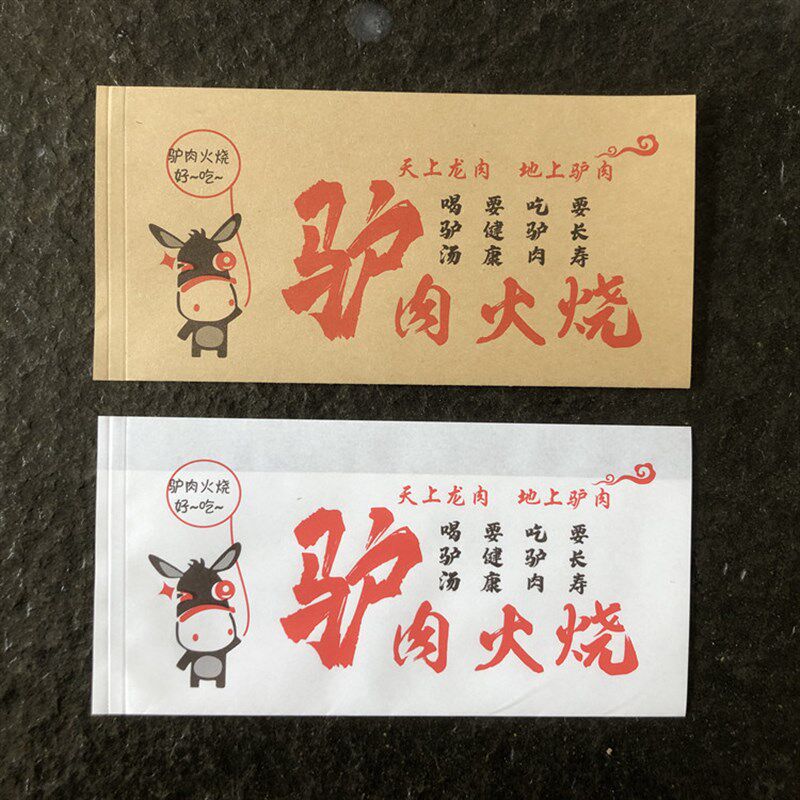 驴肉火烧
好~吃~
天上龙肉 地上驴肉
喝驴汤
要健康
吃驴肉
要长寿
驴肉火烧
驴肉火烧
好~吃~
天上龙肉 地上驴肉
喝驴汤
要健康
吃驴肉
要长寿
驴肉火烧